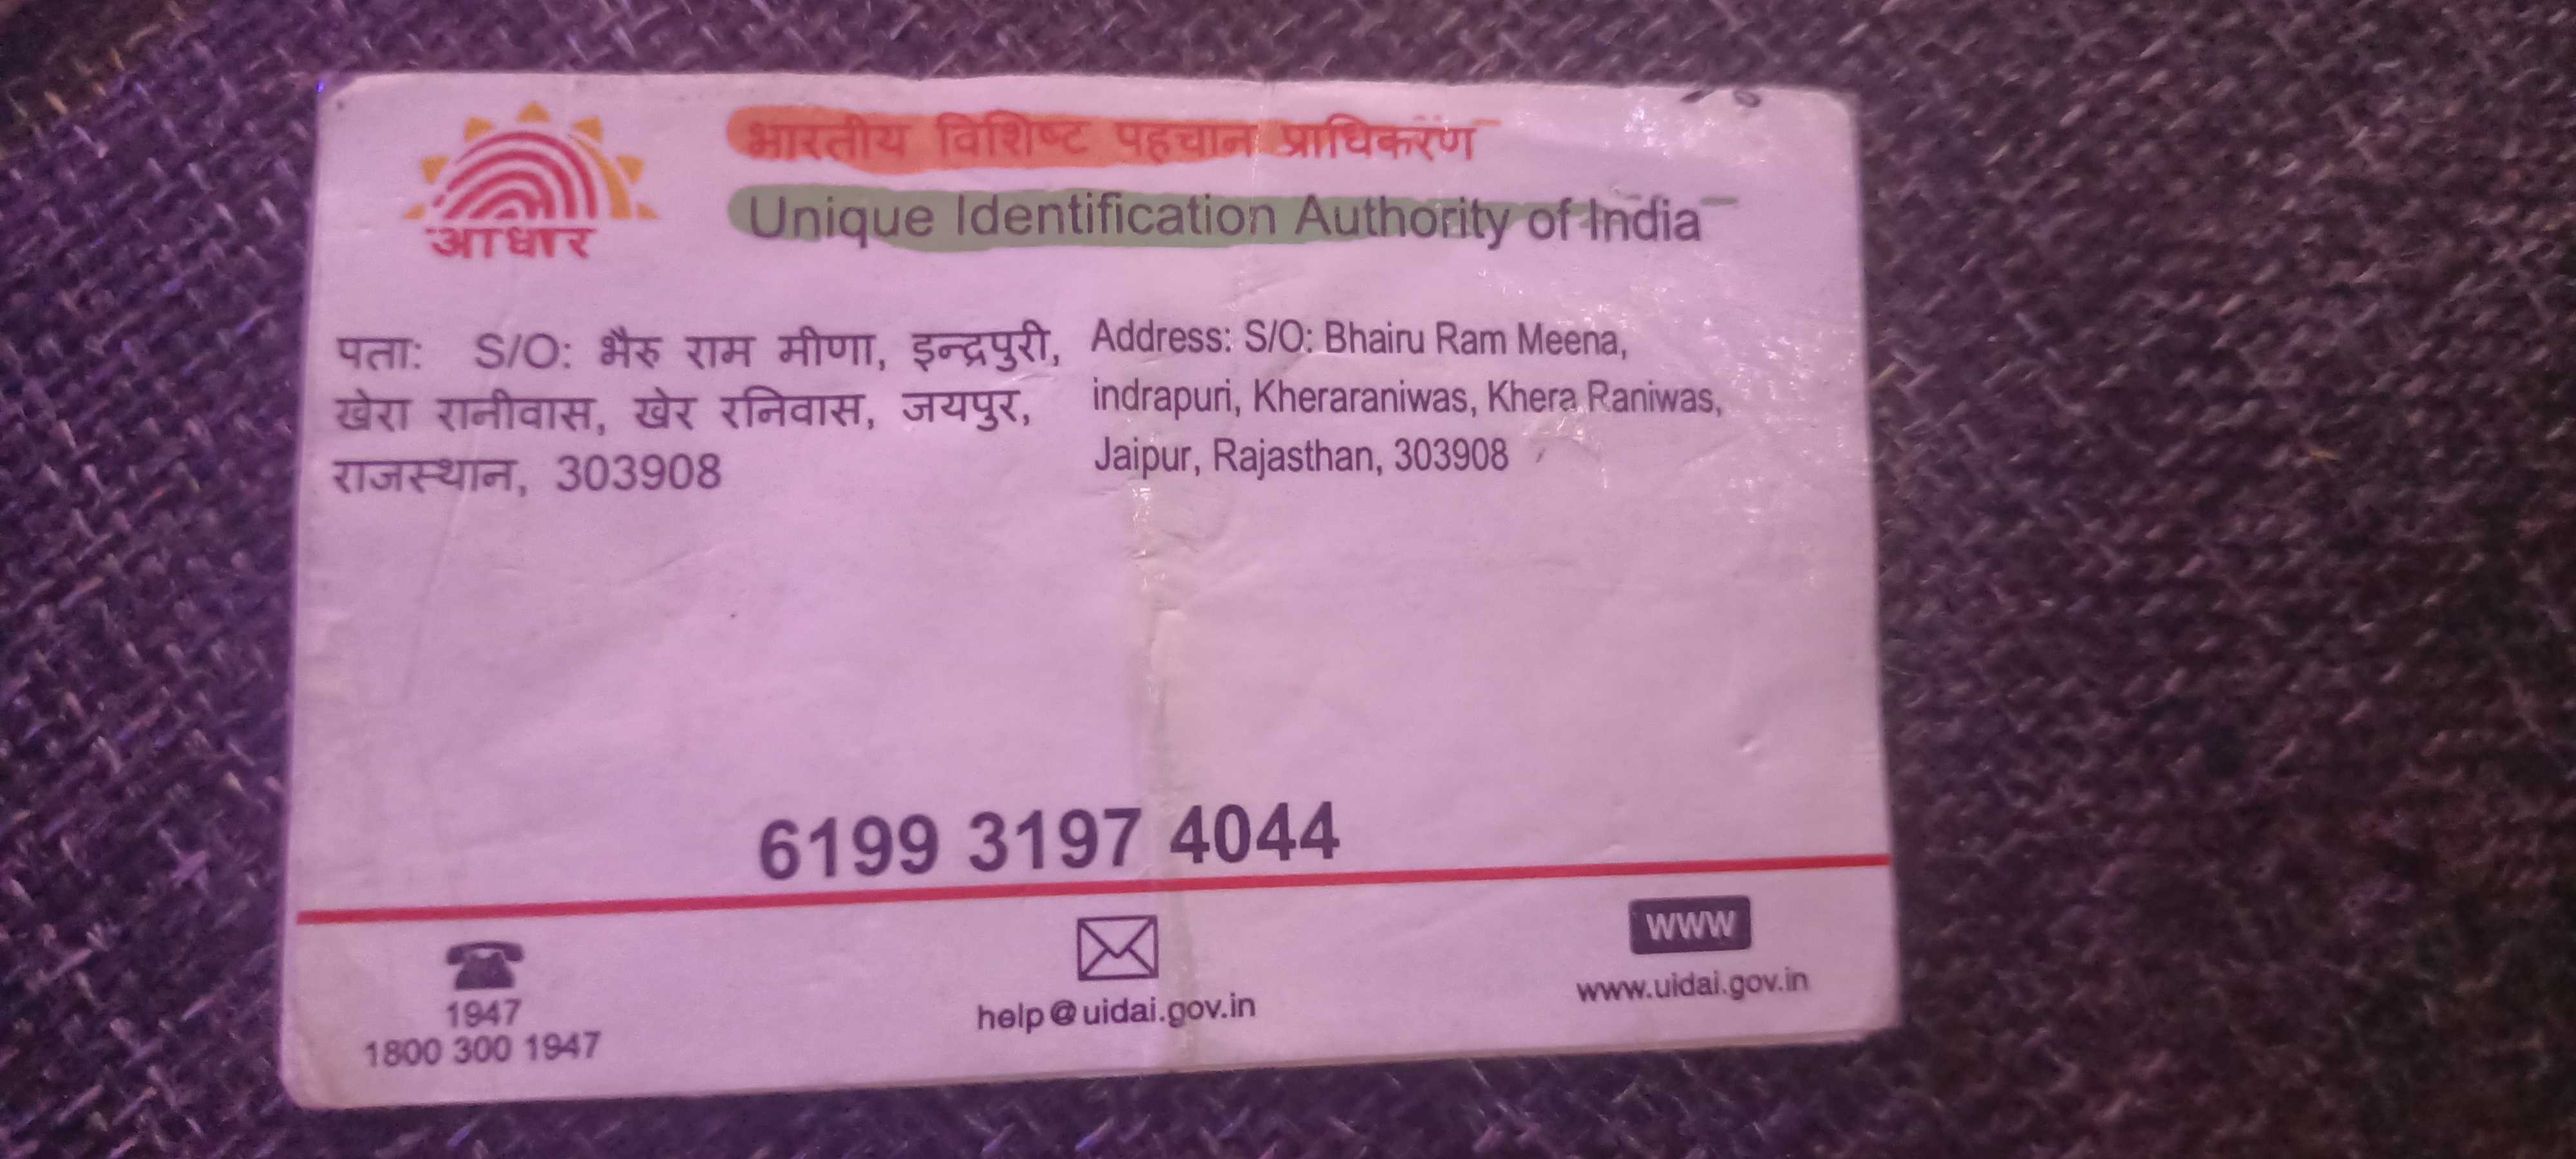 आधार
भारतीय विशिष्ट पहचान प्राधिकरण
Unique Identification Authority of India
पता: S/O: भैरु राम मीणा, इन्द्रपुरी,
खेरा रानीवास, खेर रनिवास, जयपुर,
राजस्थान, 303908
Address: S/O: Bhairu Ram Meena,
indrapuri, Kheraraniwas, Khera Raniwas,
Jaipur, Rajasthan, 303908
6199 3197 4044
1947
1800 300 1947
help@uidai.gov.in
WWW
www.uidai.gov.in